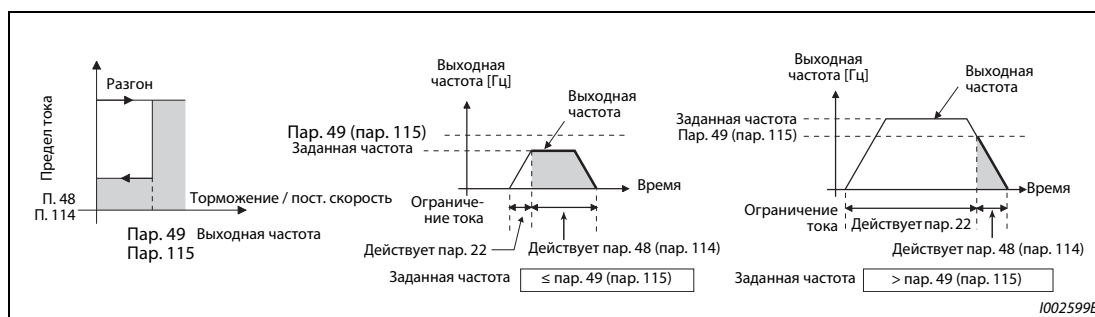 Предел тока
Разгон
П. 48
П. 114
Торможение / пост. скорость
Пар. 49
Пар. 115
Выходная частота
Выходная
частота [Гц]
Выходная
частота
Пар. 49 (пар. 115)
Заданная частота
Время
Ограниче-
ние тока
Действует пар. 22
Действует пар. 48 (пар. 114)
Заданная частота
≤ пар. 49 (пар. 115)
Выходная
частота [Гц]
Выходная
частота
Заданная частота
Пар. 49 (пар. 115)
Время
Ограничение
тока
Действует пар. 22
Действует пар. 48 (пар. 114)
Заданная частота
> пар. 49 (пар. 115)
I002599E